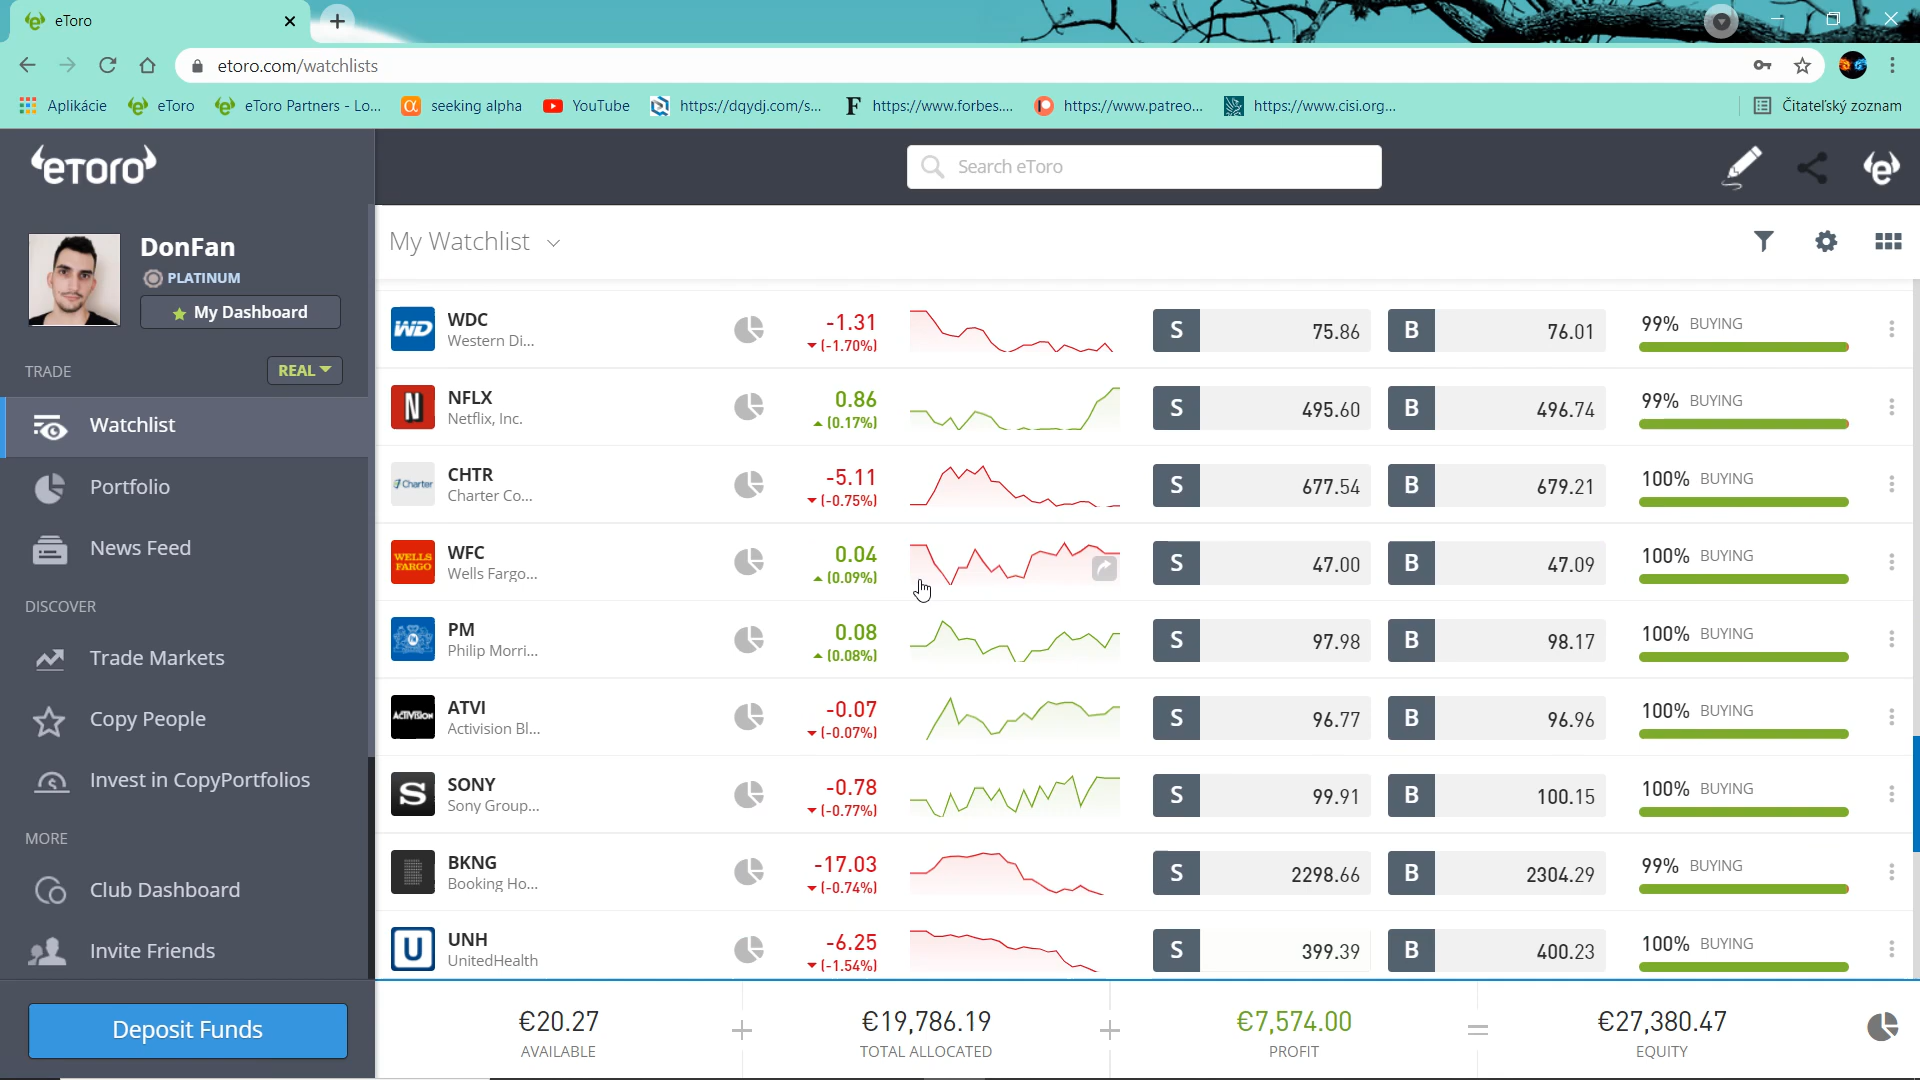 eToro
etoro.com/watchlists
Aplikácie eToro eToro Partners - Lo... seeking alpha YouTube https://dqydj.com/s... https://www.forbes.... https://www.patreo... https://www.cisi.org... Čitateľský zoznam
eToro
Search eToro
DonFan
PLATINUM
My Dashboard
TRADE REAL
Watchlist
Portfolio
News Feed
DISCOVER
Trade Markets
Copy People
Invest in CopyPortfolios
MORE
Club Dashboard
Invite Friends
Deposit Funds
My Watchlist
WD WDC -1.31 S 75.86 B 76.01 99% BUYING
Western Di... (-1.70%)
N NFLX 0.86 S 495.60 B 496.74 99% BUYING
Netflix, Inc. (0.17%)
Charter CHTR -5.11 S 677.54 B 679.21 100% BUYING
Charter Co... (-0.75%)
WELLS FARGO WFC 0.04 S 47.00 B 47.09 100% BUYING
Wells Fargo... (0.09%)
PM PM 0.08 S 97.98 B 98.17 100% BUYING
Philip Morri... (0.08%)
ACTIVISION ATVI -0.07 S 96.77 B 96.96 100% BUYING
Activision Bl... (-0.07%)
S SONY -0.78 S 99.91 B 100.15 100% BUYING
Sony Group... (-0.77%)
BKNG -17.03 S 2298.66 B 2304.29 99% BUYING
Booking Ho... (-0.74%)
U UNH -6.25 S 399.39 B 400.23 100% BUYING
UnitedHealth (-1.54%)
€20.27 + €19,786.19 + €7,574.00 = €27,380.47
AVAILABLE TOTAL ALLOCATED PROFIT EQUITY